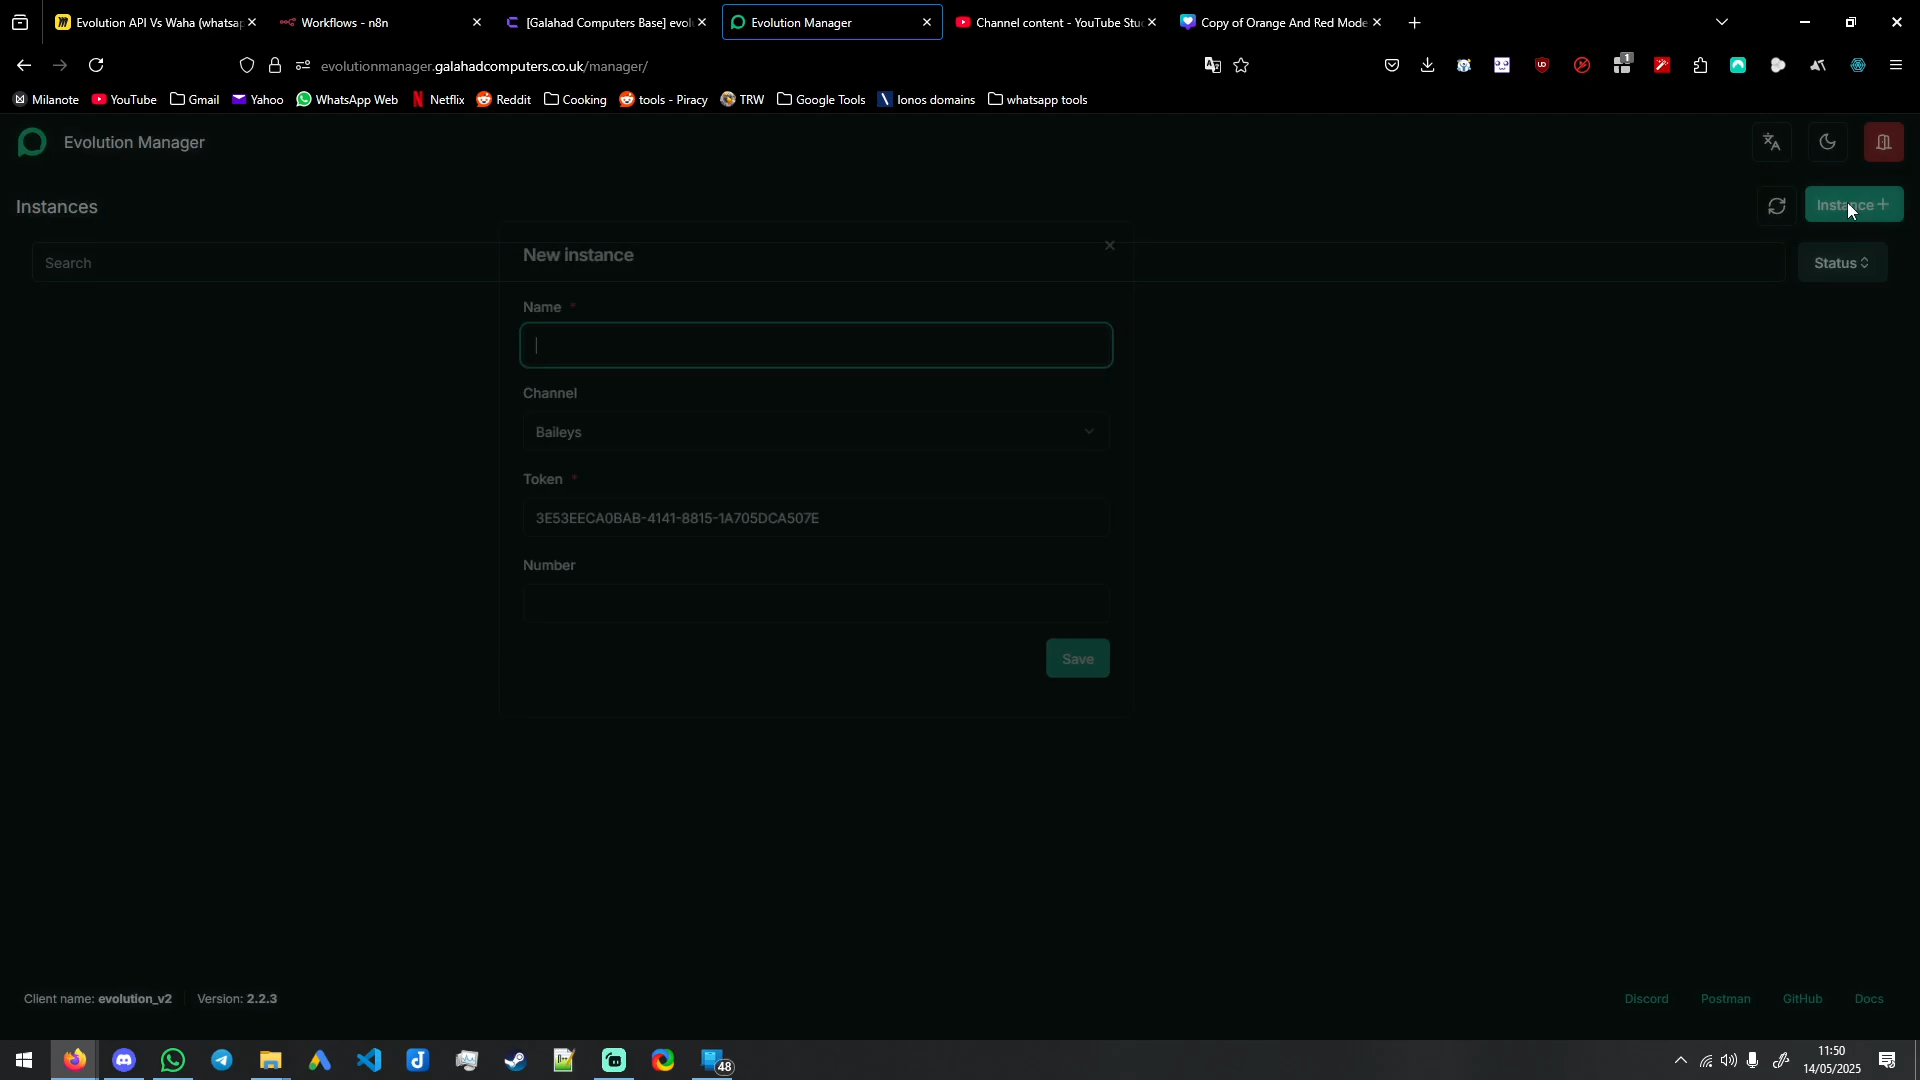 Evolution API Vs Waha (whatsap
Workflows - n8n
[Galahad Computers Base] evol
Evolution Manager
Channel content - YouTube Stu
Copy of Orange And Red Mode
evolutionmanager.galahadcomputers.co.uk/manager/
1
Milanote
YouTube
Gmail
Yahoo
WhatsApp Web
Netflix
Reddit
Cooking
tools - Piracy
TRW
Google Tools
Ionos domains
whatsapp tools
Evolution Manager
Instances
Instance +
Search
Status
New instance
Name *
Channel
Baileys
Token *
3E53EECA0BAB-4141-8815-1A705DCA507E
Number
Save
Client name: evolution_v2
Version: 2.2.3
Discord
Postman
GitHub
Docs
48
11:50
14/05/2025